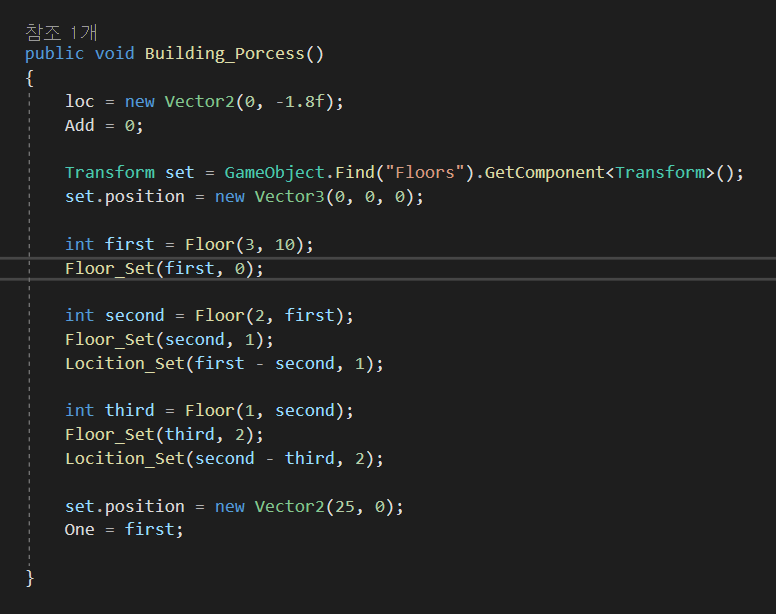 참조 1개
public void Building_Porcess()
{
loc = new Vector2(0, -1.8f);
Add = 0;
Transform set = GameObject.Find("Floors").GetComponent<Transform>();
set.position = new Vector3(0, 0, 0);
int first = Floor(3, 10);
Floor_Set(first, 0);
int second = Floor(2, first);
Floor_Set(second, 1);
Locition_Set(first - second, 1);
int third = Floor(1, second);
Floor_Set(third, 2);
Locition_Set(second - third, 2);
set.position = new Vector2(25, 0);
One = first;
}